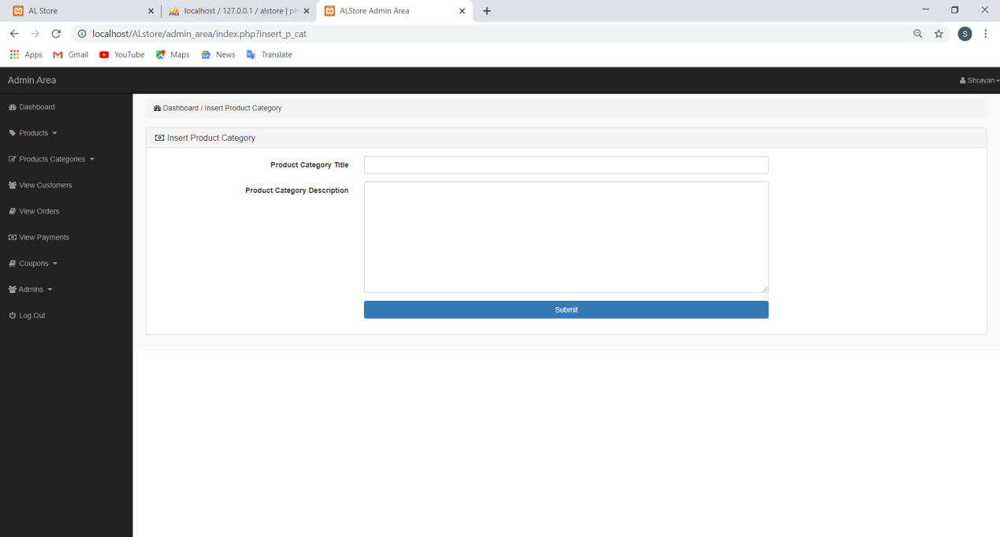 AL Store
localhost / 127.0.0.1 / alstore | ph
ALStore Admin Area
localhost/ALstore/admin_area/index.php?insert_p_cat
S
Apps Gmail YouTube Maps News Translate
Admin Area
Shravan
Dashboard
Products
Products Categories
View Customers
View Orders
View Payments
Coupons
Admins
Log Out
Dashboard / Insert Product Category
Insert Product Category
Product Category Title
Product Category Description
Submit